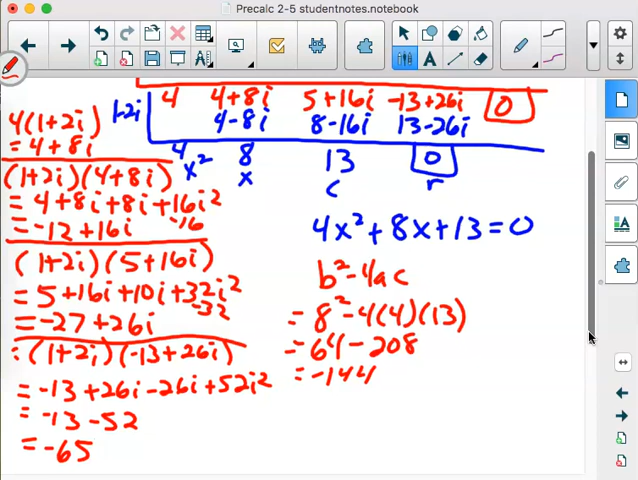 Precalc 2-5 studentnotes.notebook
4 4+8i 5+16i -13+26i 0
1-2i 4-8i 8-16i 13-26i
4 8 13 0
x² x c r
4(1+2i)
= 4+8i
(1+2i)(4+8i)
= 4+8i+8i+16i²
-16
= -12+16i
(1+2i)(5+16i)
= 5+16i+10i+32i²
-32
= -27+26i
(1+2i)(-13+26i)
= -13+26i-26i+52i²
= -13-52
= -65
4x²+8x+13=0
b²-4ac
= 8²-4(4)(13)
= 64-208
= -144